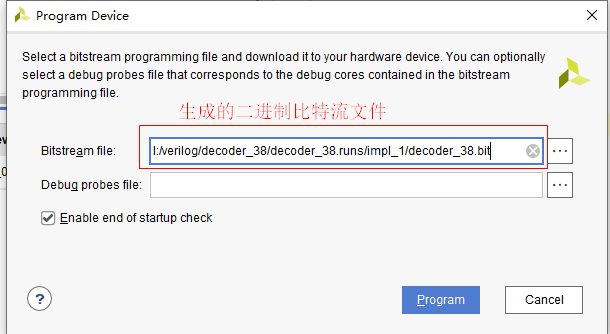 Program Device
Select a bitstream programming file and download it to your hardware device. You can optionally
select a debug probes file that corresponds to the debug cores contained in the bitstream
programming file.
生成的二进制比特流文件
Bitstream file:
I:/verilog/decoder_38/decoder_38.runs/impl_1/decoder_38.bit
...
Debug probes file:
...
Enable end of startup check
?
Program
Cancel